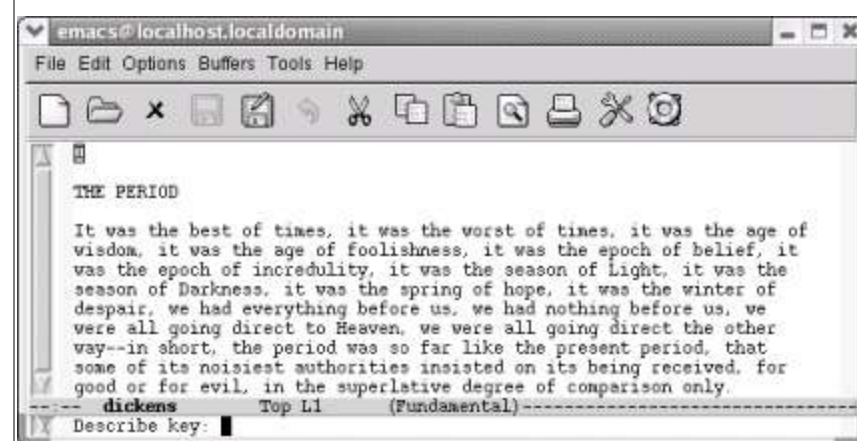 emacs@localhost.localdomain
File Edit Options Buffers Tools Help
THE PERIOD
It was the best of times, it was the worst of times, it was the age of
wisdom, it was the age of foolishness, it was the epoch of belief, it
was the epoch of incredulity, it was the season of Light, it was the
season of Darkness, it was the spring of hope, it was the winter of
despair, we had everything before us, we had nothing before us, we
were all going direct to Heaven, we were all going direct the other
way--in short, the period was so far like the present period, that
some of its noisiest authorities insisted on its being received, for
good or for evil, in the superlative degree of comparison only.
--:-- dickens Top L1 (Fundamental)--------------------------------
Describe key: